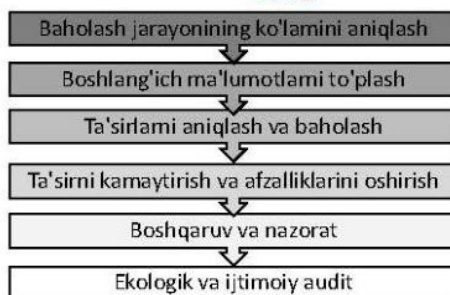 Baholash jarayonining ko'lamini aniqlash
Boshlang'ich ma'lumotlarni to'plash
Ta'sirlarni aniqlash va baholash
Ta'sirni kamaytirish va afzalliklarini oshirish
Boshqaruv va nazorat
Ekologik va ijtimoiy audit